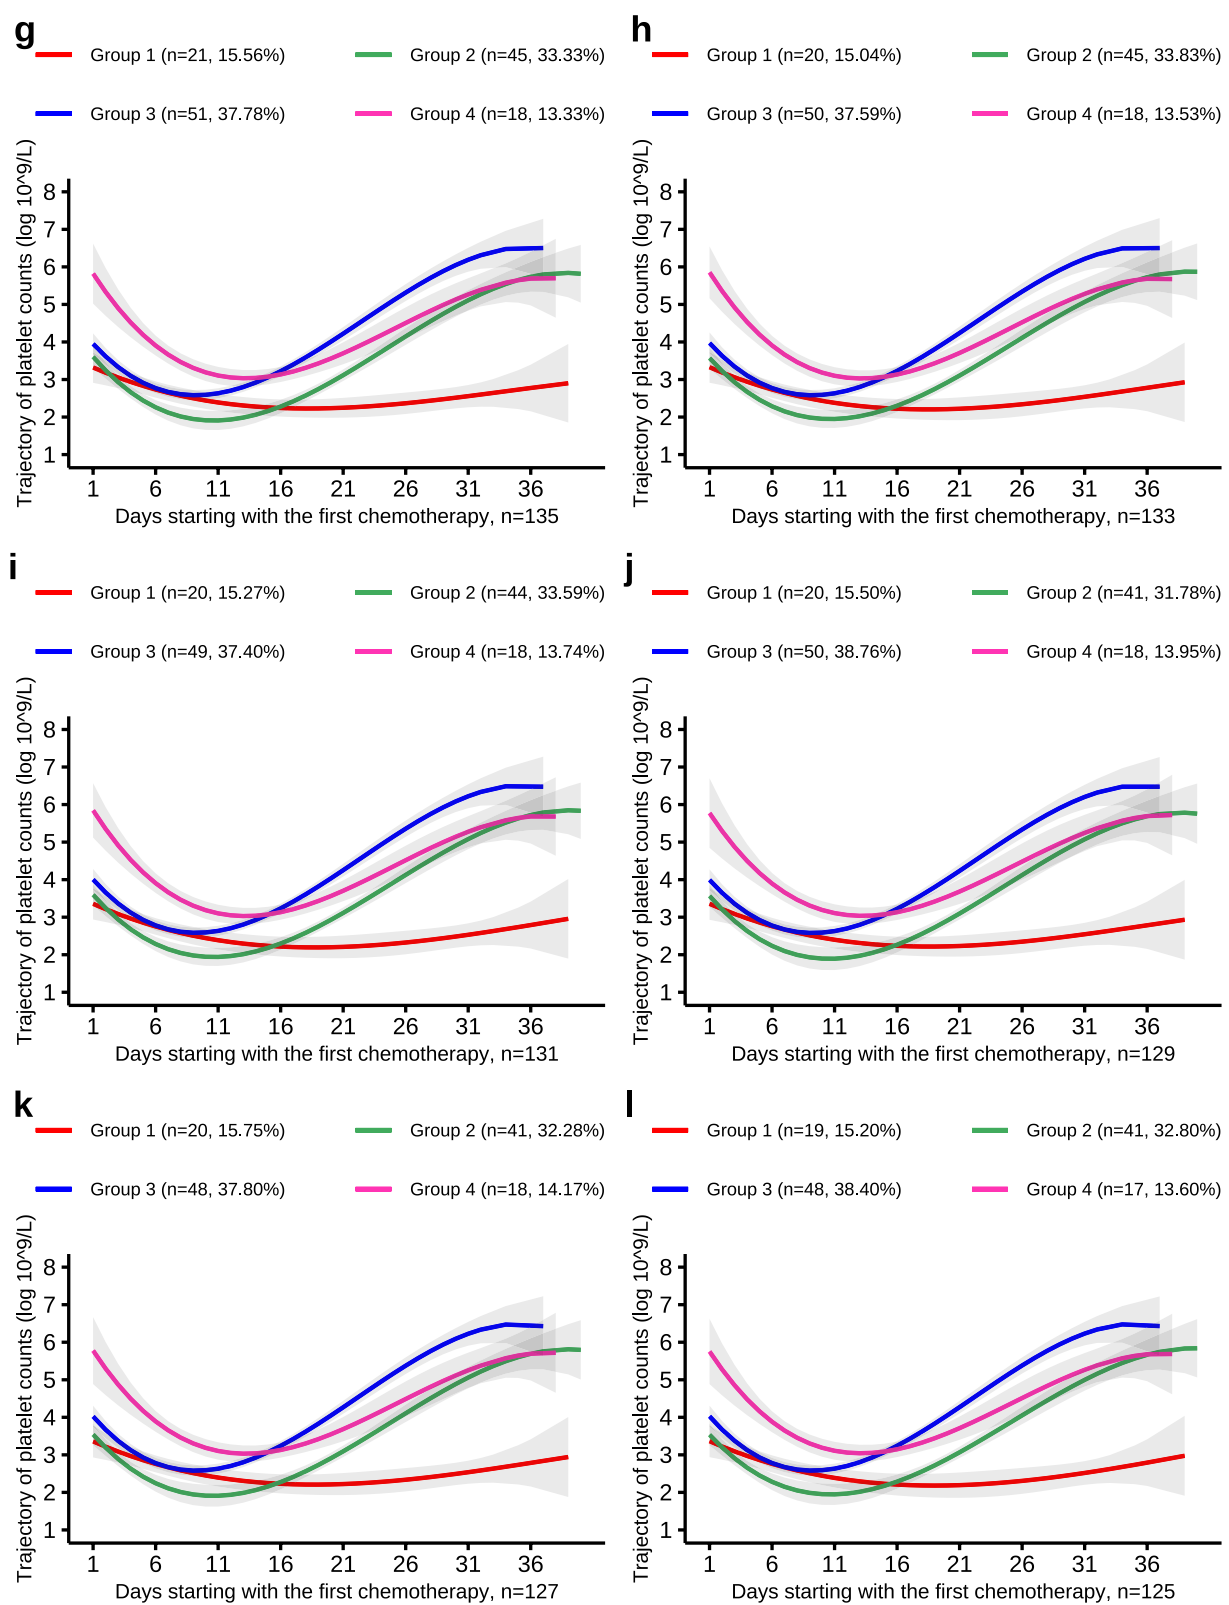 g
Group 1 (n=21, 15.56%)
Group 2 (n=45, 33.33%)
Group 3 (n=51, 37.78%)
Group 4 (n=18, 13.33%)
Trajectory of platelet counts (log 10^9/L)
8
7
6
5
4
3
2
1
1 6 11 16 21 26 31 36
Days starting with the first chemotherapy, n=135
h
Group 1 (n=20, 15.04%)
Group 2 (n=45, 33.83%)
Group 3 (n=50, 37.59%)
Group 4 (n=18, 13.53%)
Trajectory of platelet counts (log 10^9/L)
8
7
6
5
4
3
2
1
1 6 11 16 21 26 31 36
Days starting with the first chemotherapy, n=133
i
Group 1 (n=20, 15.27%)
Group 2 (n=44, 33.59%)
Group 3 (n=49, 37.40%)
Group 4 (n=18, 13.74%)
Trajectory of platelet counts (log 10^9/L)
8
7
6
5
4
3
2
1
1 6 11 16 21 26 31 36
Days starting with the first chemotherapy, n=131
j
Group 1 (n=20, 15.50%)
Group 2 (n=41, 31.78%)
Group 3 (n=50, 38.76%)
Group 4 (n=18, 13.95%)
Trajectory of platelet counts (log 10^9/L)
8
7
6
5
4
3
2
1
1 6 11 16 21 26 31 36
Days starting with the first chemotherapy, n=129
k
Group 1 (n=20, 15.75%)
Group 2 (n=41, 32.28%)
Group 3 (n=48, 37.80%)
Group 4 (n=18, 14.17%)
Trajectory of platelet counts (log 10^9/L)
8
7
6
5
4
3
2
1
1 6 11 16 21 26 31 36
Days starting with the first chemotherapy, n=127
l
Group 1 (n=19, 15.20%)
Group 2 (n=41, 32.80%)
Group 3 (n=48, 38.40%)
Group 4 (n=17, 13.60%)
Trajectory of platelet counts (log 10^9/L)
8
7
6
5
4
3
2
1
1 6 11 16 21 26 31 36
Days starting with the first chemotherapy, n=125